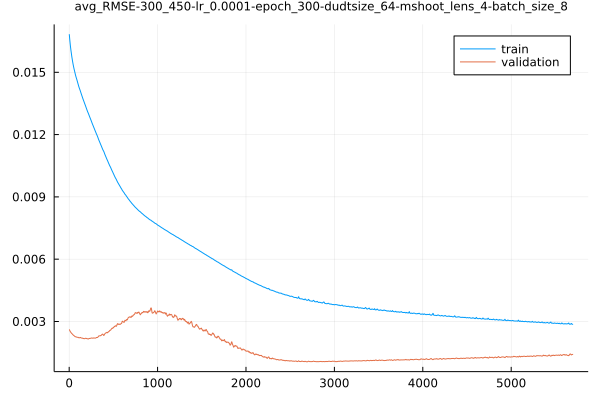 avg_RMSE-300_450-lr_0.0001-epoch_300-dudtsize_64-mshoot_lens_4-batch_size_8
train
validation
0.015
0.012
0.009
0.006
0.003
0 1000 2000 3000 4000 5000